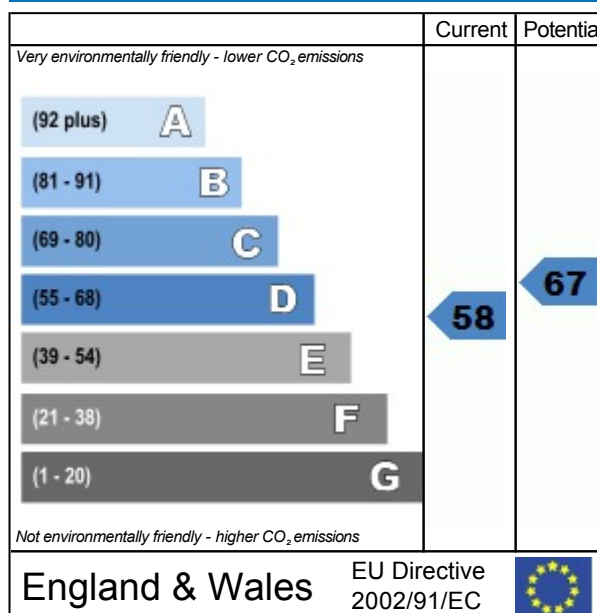 Current Potentia
Very environmentally friendly - lower CO₂ emissions
(92 plus) A
(81 - 91) B
(69 - 80) C
(55 - 68) D
(39 - 54) E
(21 - 38) F
(1 - 20) G
58
67
Not environmentally friendly - higher CO₂ emissions
England & Wales
EU Directive
2002/91/EC